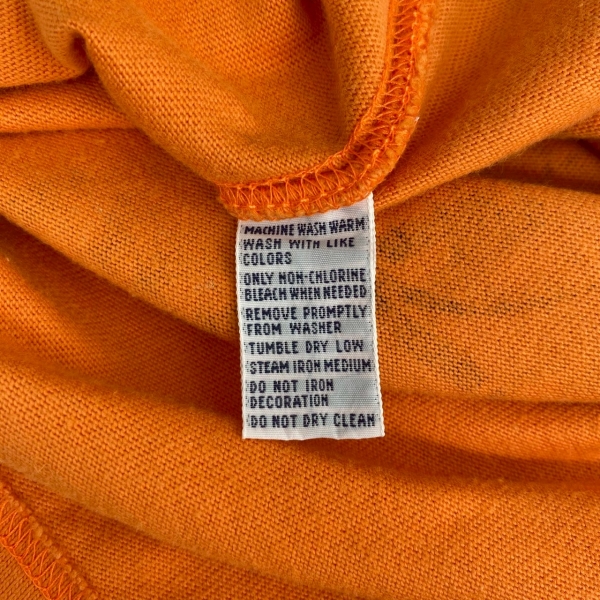 MACHINE WASH WARM
WASH WITH LIKE
COLORS
ONLY NON-CHLORINE
BLEACH WHEN NEEDED
REMOVE PROMPTLY
FROM WASHER
TUMBLE DRY LOW
STEAM IRON MEDIUM
DO NOT IRON
DECORATION
DO NOT DRY CLEAN